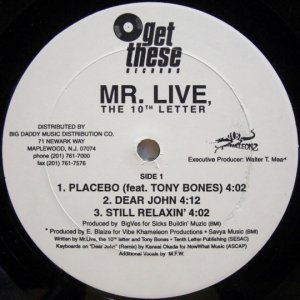 get
these
RECORDS
MR. LIVE,
THE 10TH LETTER
DISTRIBUTED BY
BIG DADDY MUSIC DISTRIBUTION CO.
71 NEWARK WAY
MAPLEWOOD, N.J. 07074
phone (201) 761-7000
fax (201) 761-7576
Executive Producer: Walter T. Mear
SIDE 1
1. PLACEBO (feat. TONY BONES) 4:02
2. DEAR JOHN 4:12
3. STILL RELAXIN' 4:02
Produced by BigVes for Sicks Buildin' Muzic (BMI)
Produced by * E. Blaize for Vibe Khameleon Productions • Savya Music (BMI)
Written by Mr.Live, the 10th letter and Tony Bones • Tenth Letter Publishing (SESAC)
Keyboards on "Dear John" (Remix) by Kansei Okada for NowWhat Music (ASCAP)
Additional Vocals by M.F.W.